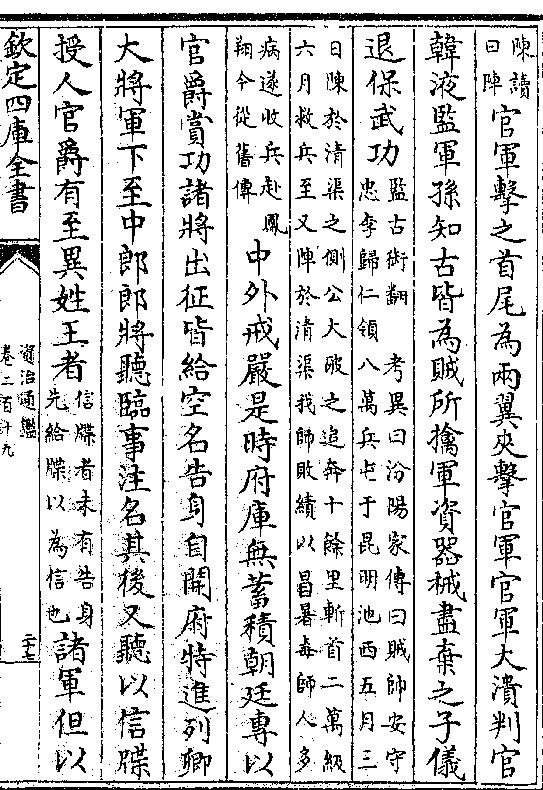 陳讀
曰陣
官軍擊之首尾為兩翼夾擊官軍官軍大潰判官
韓液監軍孫知古皆為賊所擒軍資器械盡棄之子儀
退保武功
監古銜翻 考異曰汾陽家傳曰賊帥安守
忠李歸仁領八萬兵屯于昆明池西五月三
日陳於清渠之側公大破之追奔十餘里斬首二萬級
六月救兵至又陣於清渠我師敗績以冒暑毒師人多
病遂收兵赴鳳
翔今從舊傳
中外戒嚴是時府庫無蓄積朝廷專以
官爵賞功諸將出征皆給空名告身自開府特進列卿
大將軍下至中郎郎將聽臨事注名其後又聽以信牒
授人官爵有至異姓王者
信牒者未有告身
先給牒以為信也
諸軍但以
欽定四庫全書
資治通鑑
卷二百十九
二十七